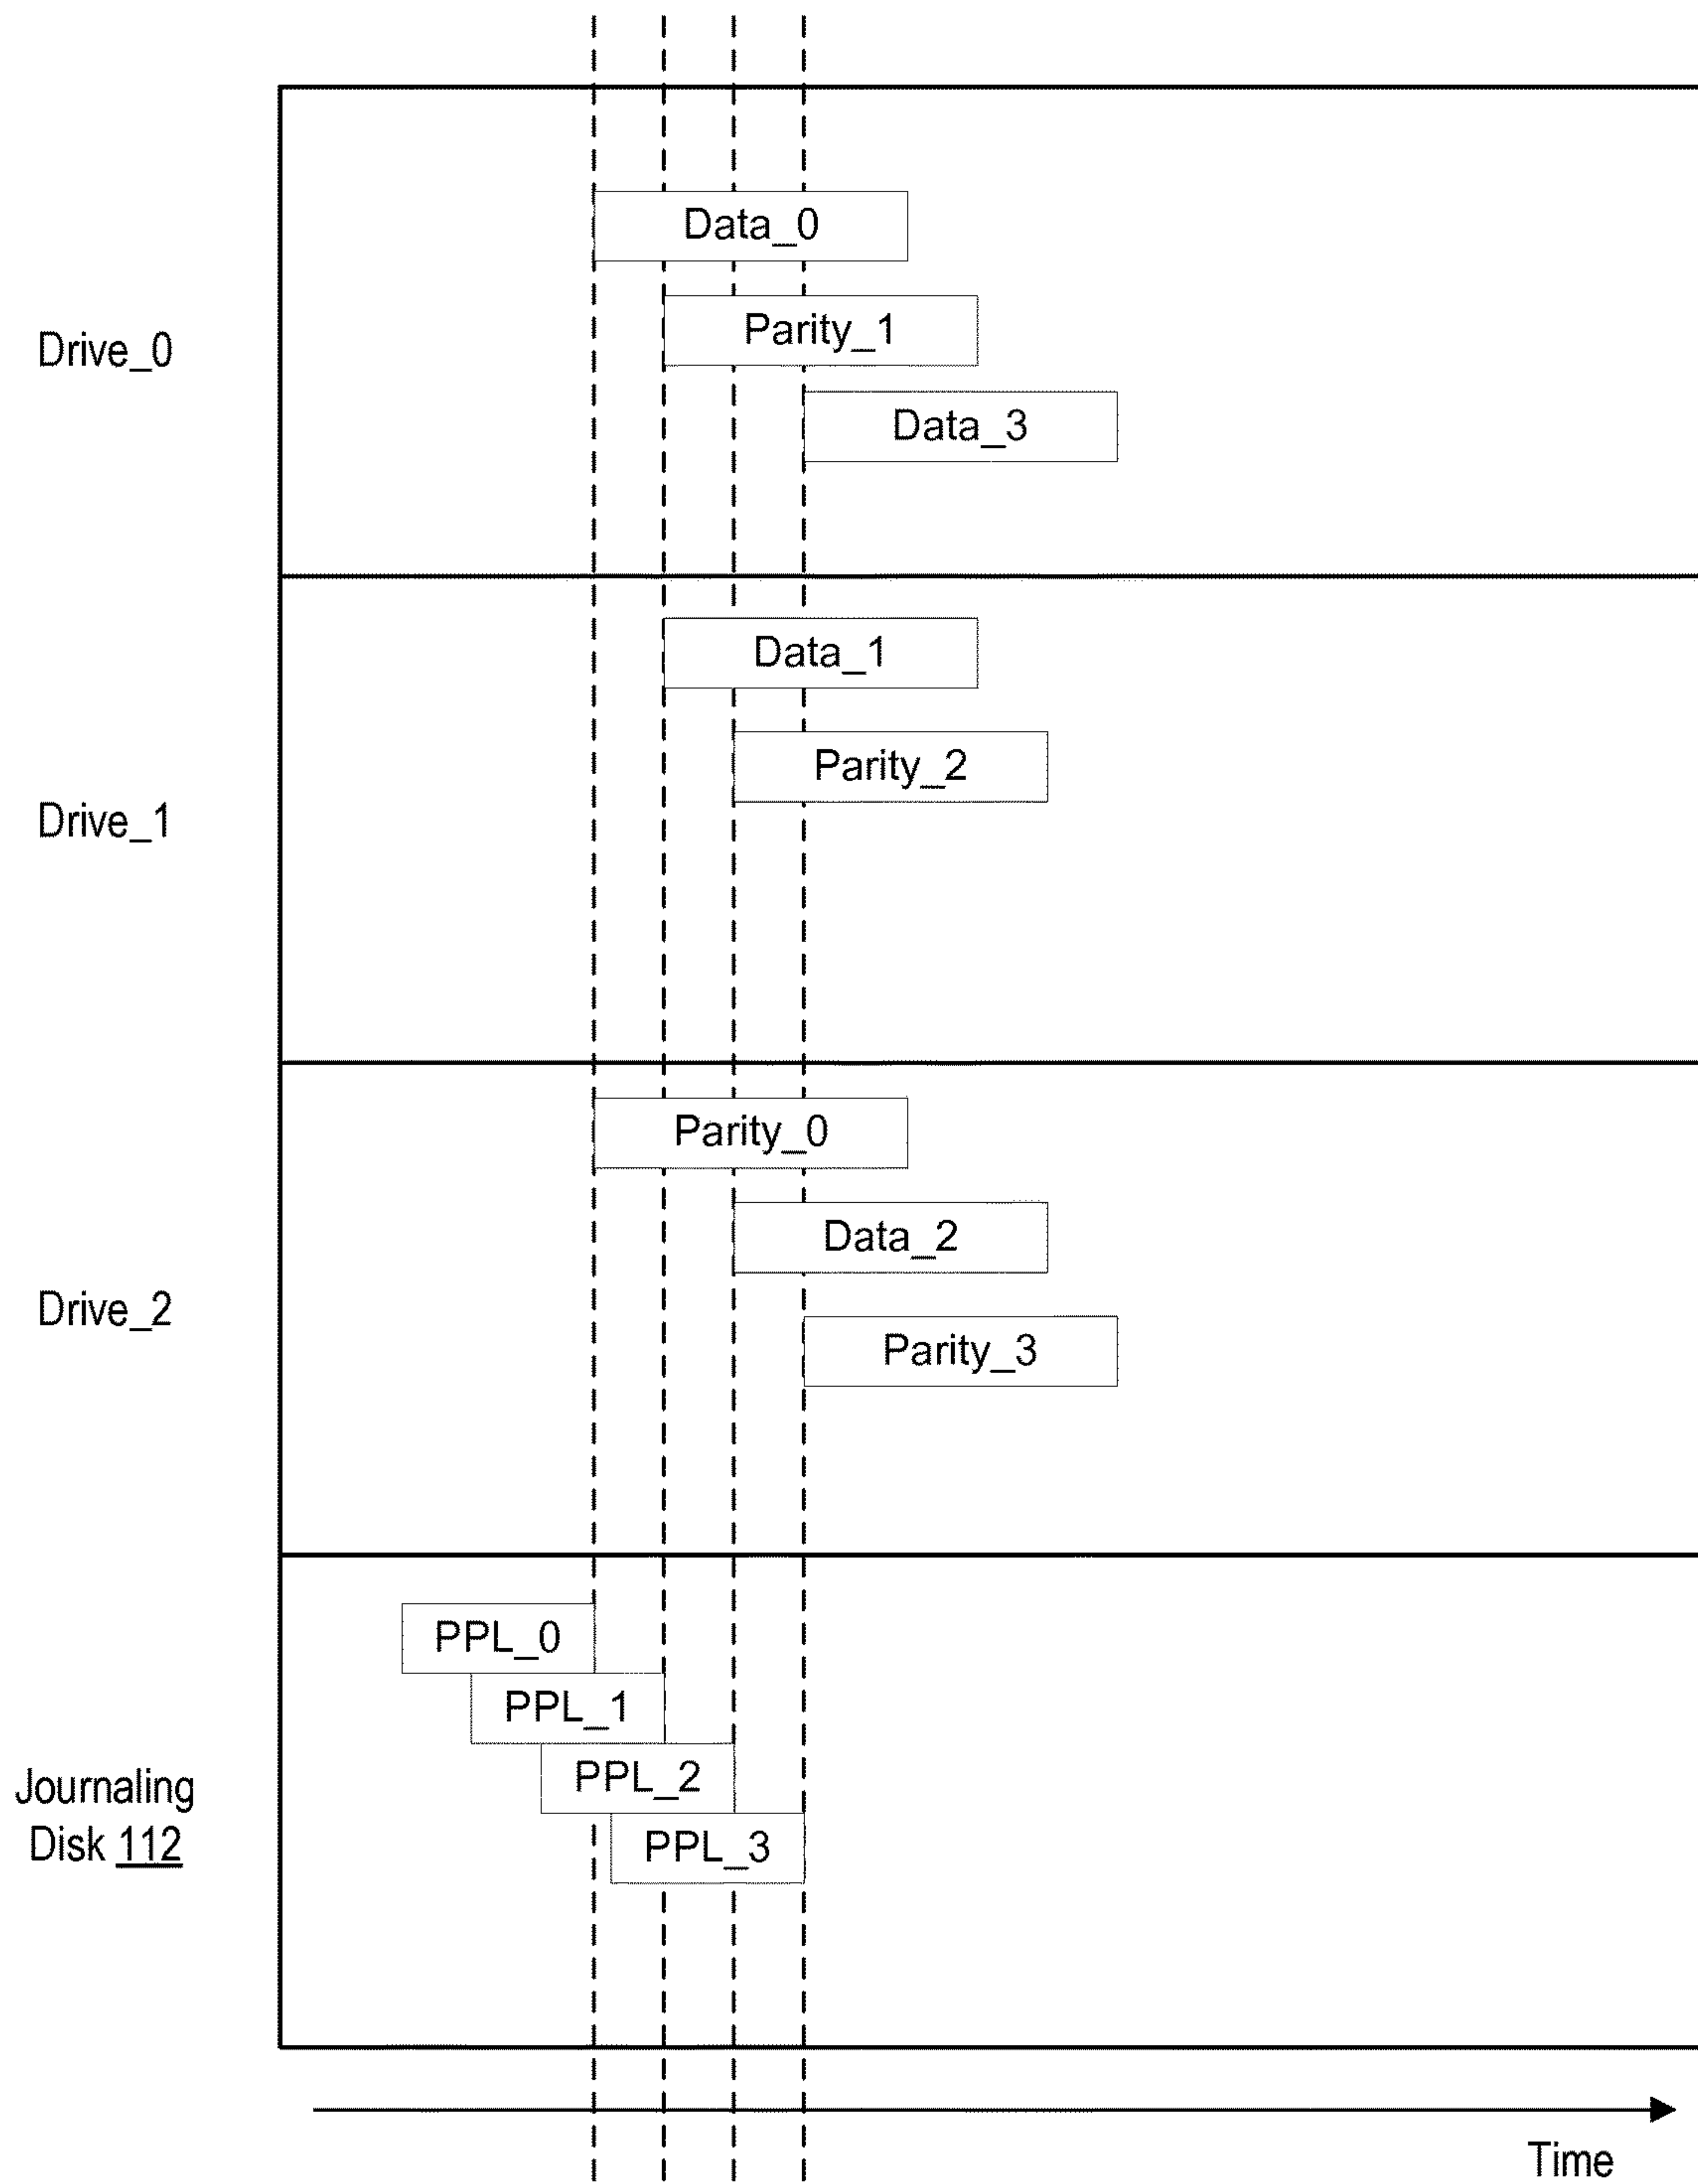 Drive_0
Data_0
Parity_1
Data_3
Drive_1
Data_1
Parity_2
Drive_2
Parity_0
Data_2
Parity_3
Journaling
Disk 112
PPL_0
PPL_1
PPL_2
PPL_3
Time